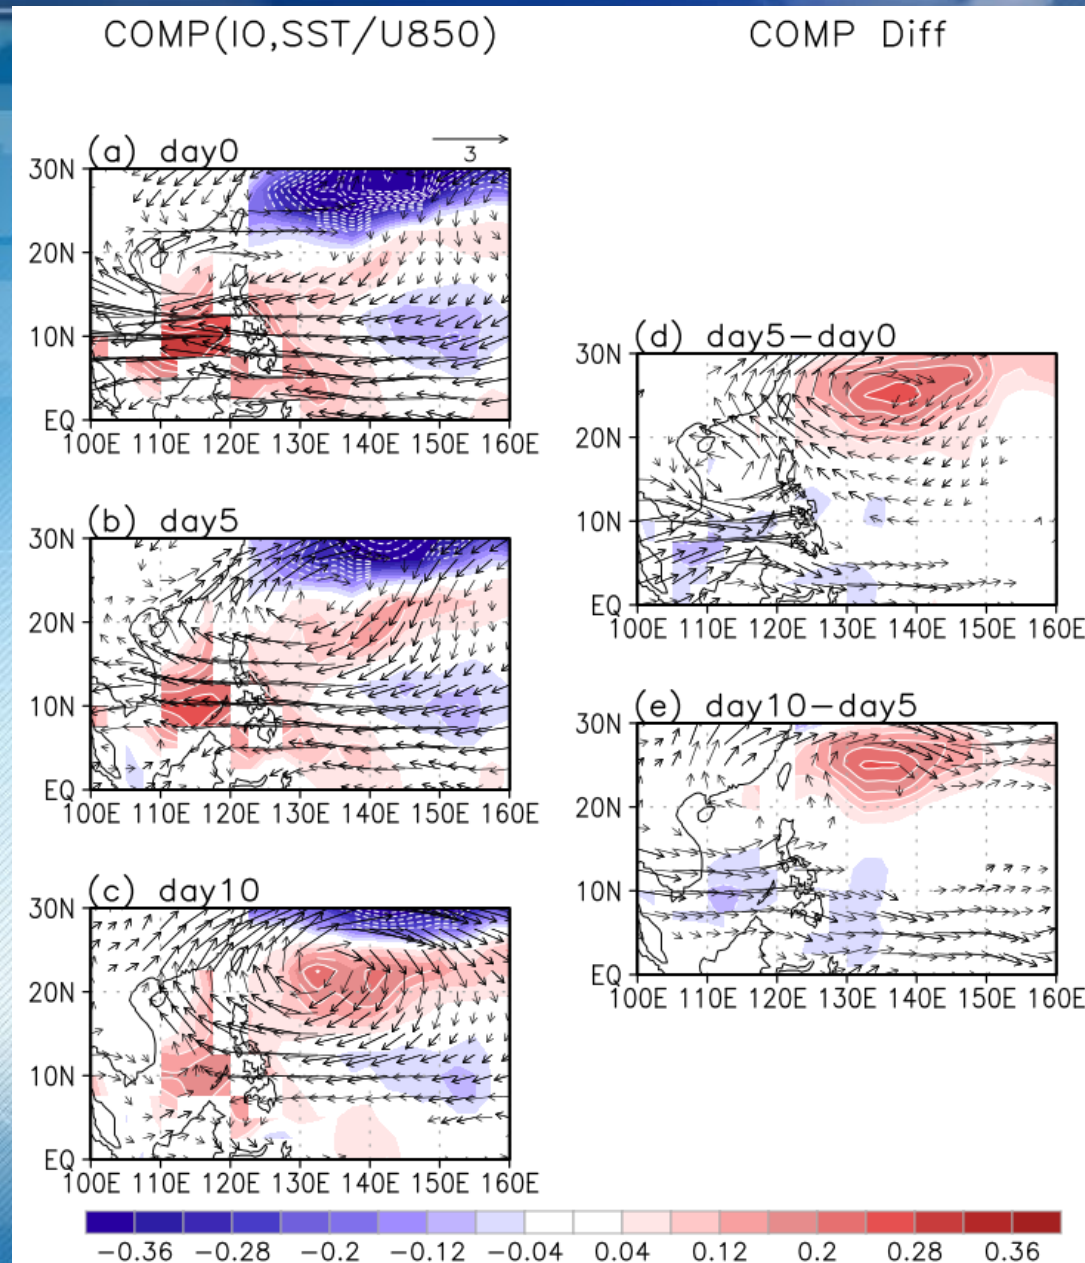 COMP(IO,SST/U850)
COMP Diff
(a) day0
3
30N
20N
10N
EQ
100E 110E 120E 130E 140E 150E 160E
(b) day5
30N
20N
10N
EQ
100E 110E 120E 130E 140E 150E 160E
(c) day10
30N
20N
10N
EQ
100E 110E 120E 130E 140E 150E 160E
(d) day5-day0
30N
20N
10N
EQ
100E 110E 120E 130E 140E 150E 160E
(e) day10-day5
30N
20N
10N
EQ
100E 110E 120E 130E 140E 150E 160E
-0.36 -0.28 -0.2 -0.12 -0.04 0.04 0.12 0.2 0.28 0.36